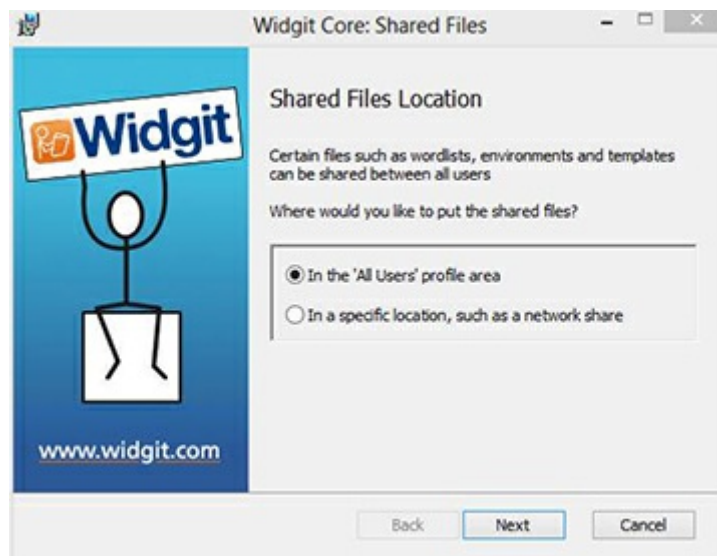 Widgit Core: Shared Files
Widgit
Shared Files Location
Certain files such as wordlists, environments and templates
can be shared between all users
Where would you like to put the shared files?
In the 'All Users' profile area
In a specific location, such as a network share
www.widgit.com
Back
Next
Cancel